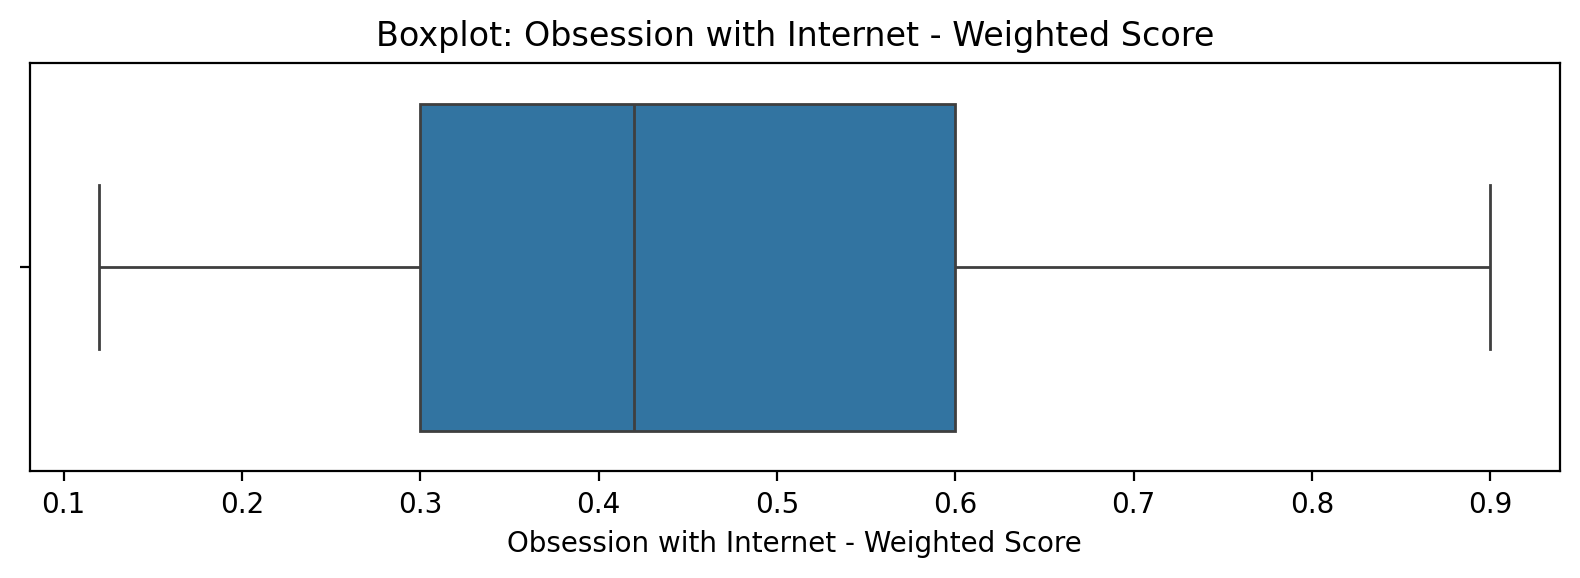 Boxplot: Obsession with Internet - Weighted Score
0.1 0.2 0.3 0.4 0.5 0.6 0.7 0.8 0.9
Obsession with Internet - Weighted Score